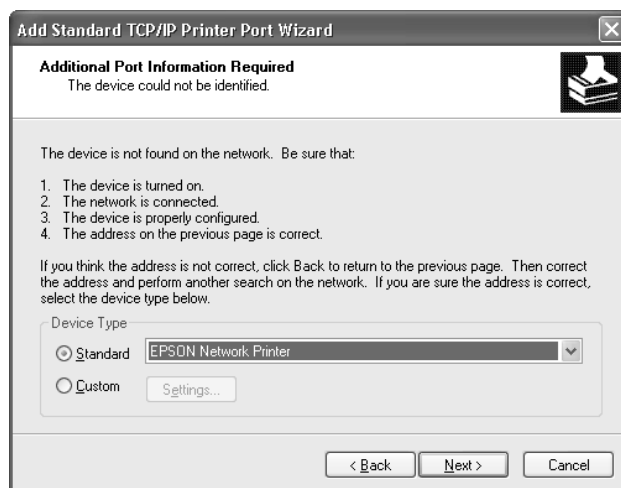 Add Standard TCP/IP Printer Port Wizard
Additional Port Information Required
The device could not be identified.
The device is not found on the network. Be sure that:
1. The device is turned on.
2. The network is connected.
3. The device is properly configured.
4. The address on the previous page is correct.
If you think the address is not correct, click Back to return to the previous page. Then correct
the address and perform another search on the network. If you are sure the address is correct,
select the device type below.
Device Type
Standard EPSON Network Printer
Custom Settings...
< Back Next > Cancel